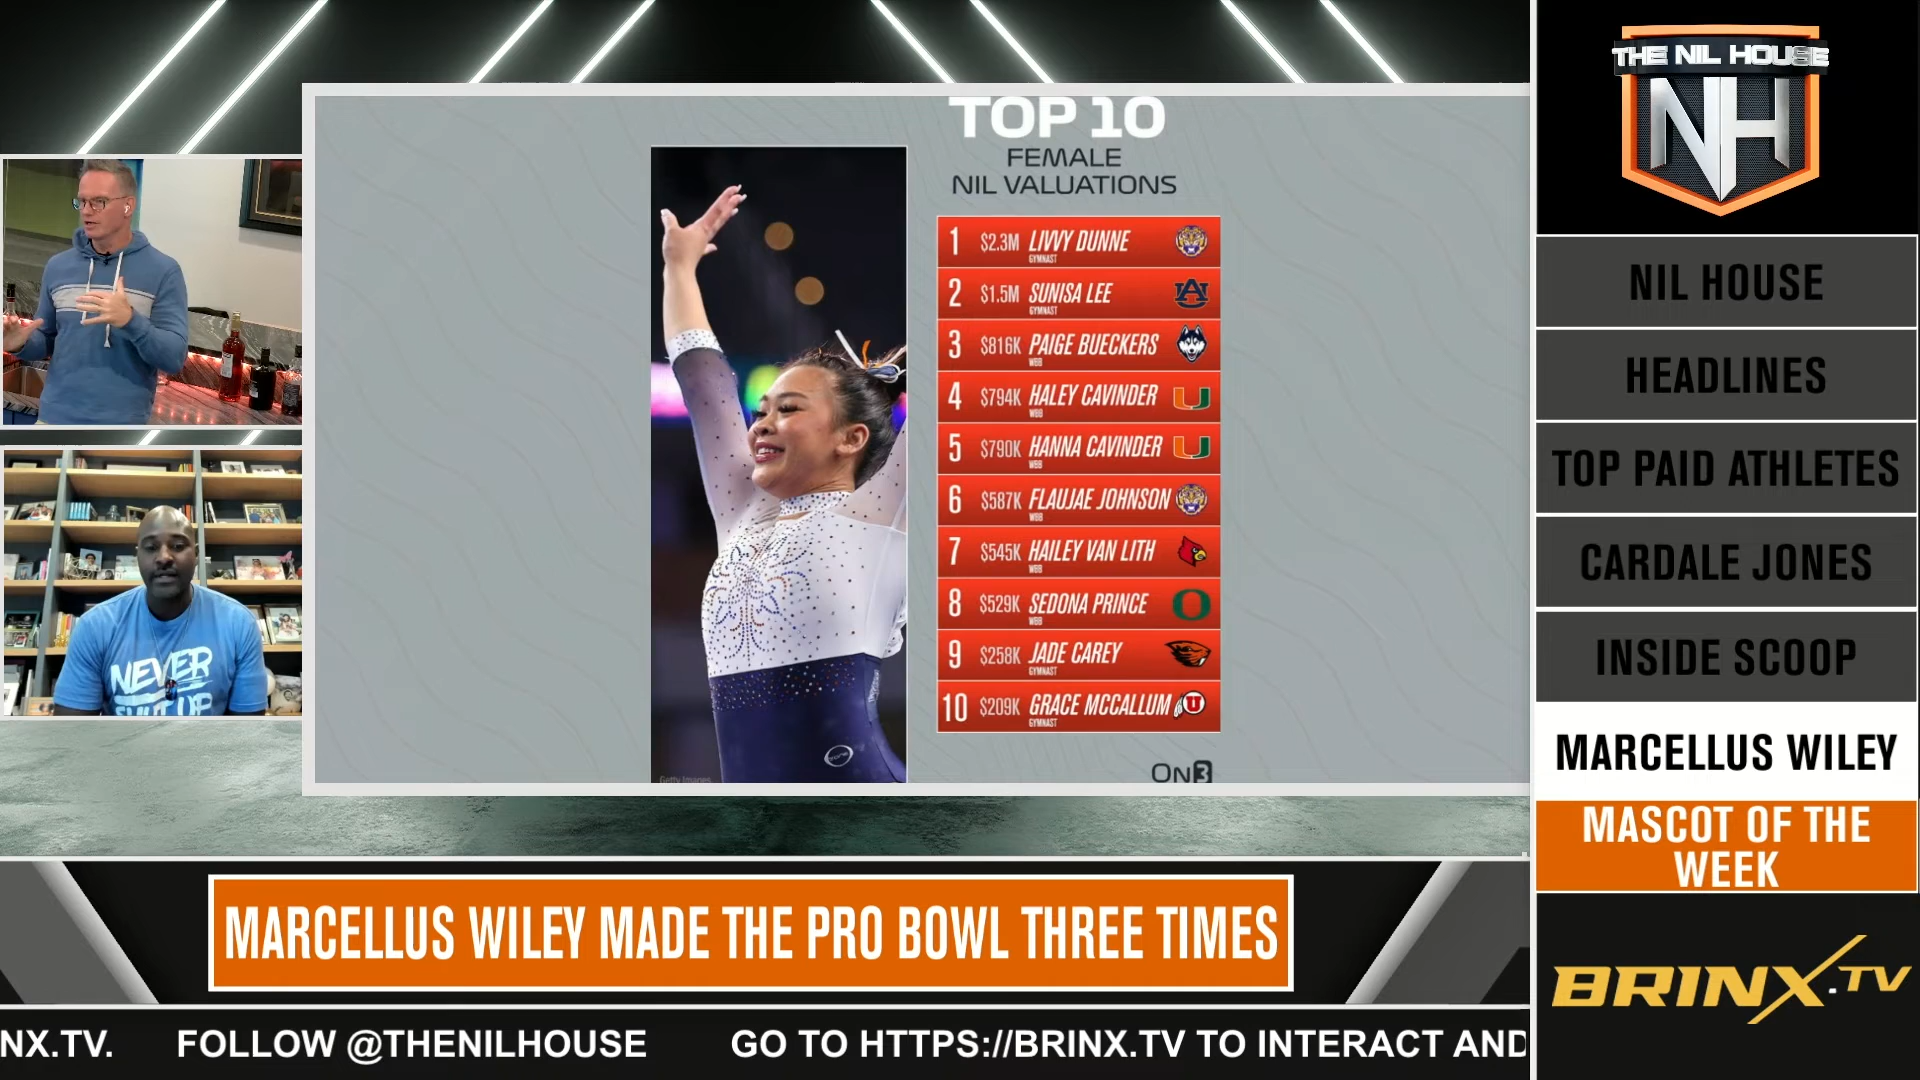 THE NIL HOUSE
NH
TOP 10
FEMALE
NIL VALUATIONS
1 $2.3M LIVVY DUNNE
GYMNAST
2 $1.5M SUNISA LEE
GYMNAST
3 $816K PAIGE BUECKERS
WBB
4 $794K HALEY CAVINDER
WBB
5 $790K HANNA CAVINDER
WBB
6 $587K FLAUJAE JOHNSON
WBB
7 $545K HAILEY VAN LITH
WBB
8 $529K SEDONA PRINCE
WBB
9 $258K JADE CAREY
GYMNAST
10 $209K GRACE MCCALLUM
GYMNAST
Getty Images
ON3
NEVER
SHUT UP
NIL HOUSE
HEADLINES
TOP PAID ATHLETES
CARDALE JONES
INSIDE SCOOP
MARCELLUS WILEY
MASCOT OF THE
WEEK
BRINX.TV
MARCELLUS WILEY MADE THE PRO BOWL THREE TIMES
NX.TV. FOLLOW @THENILHOUSE GO TO HTTPS://BRINX.TV TO INTERACT AND